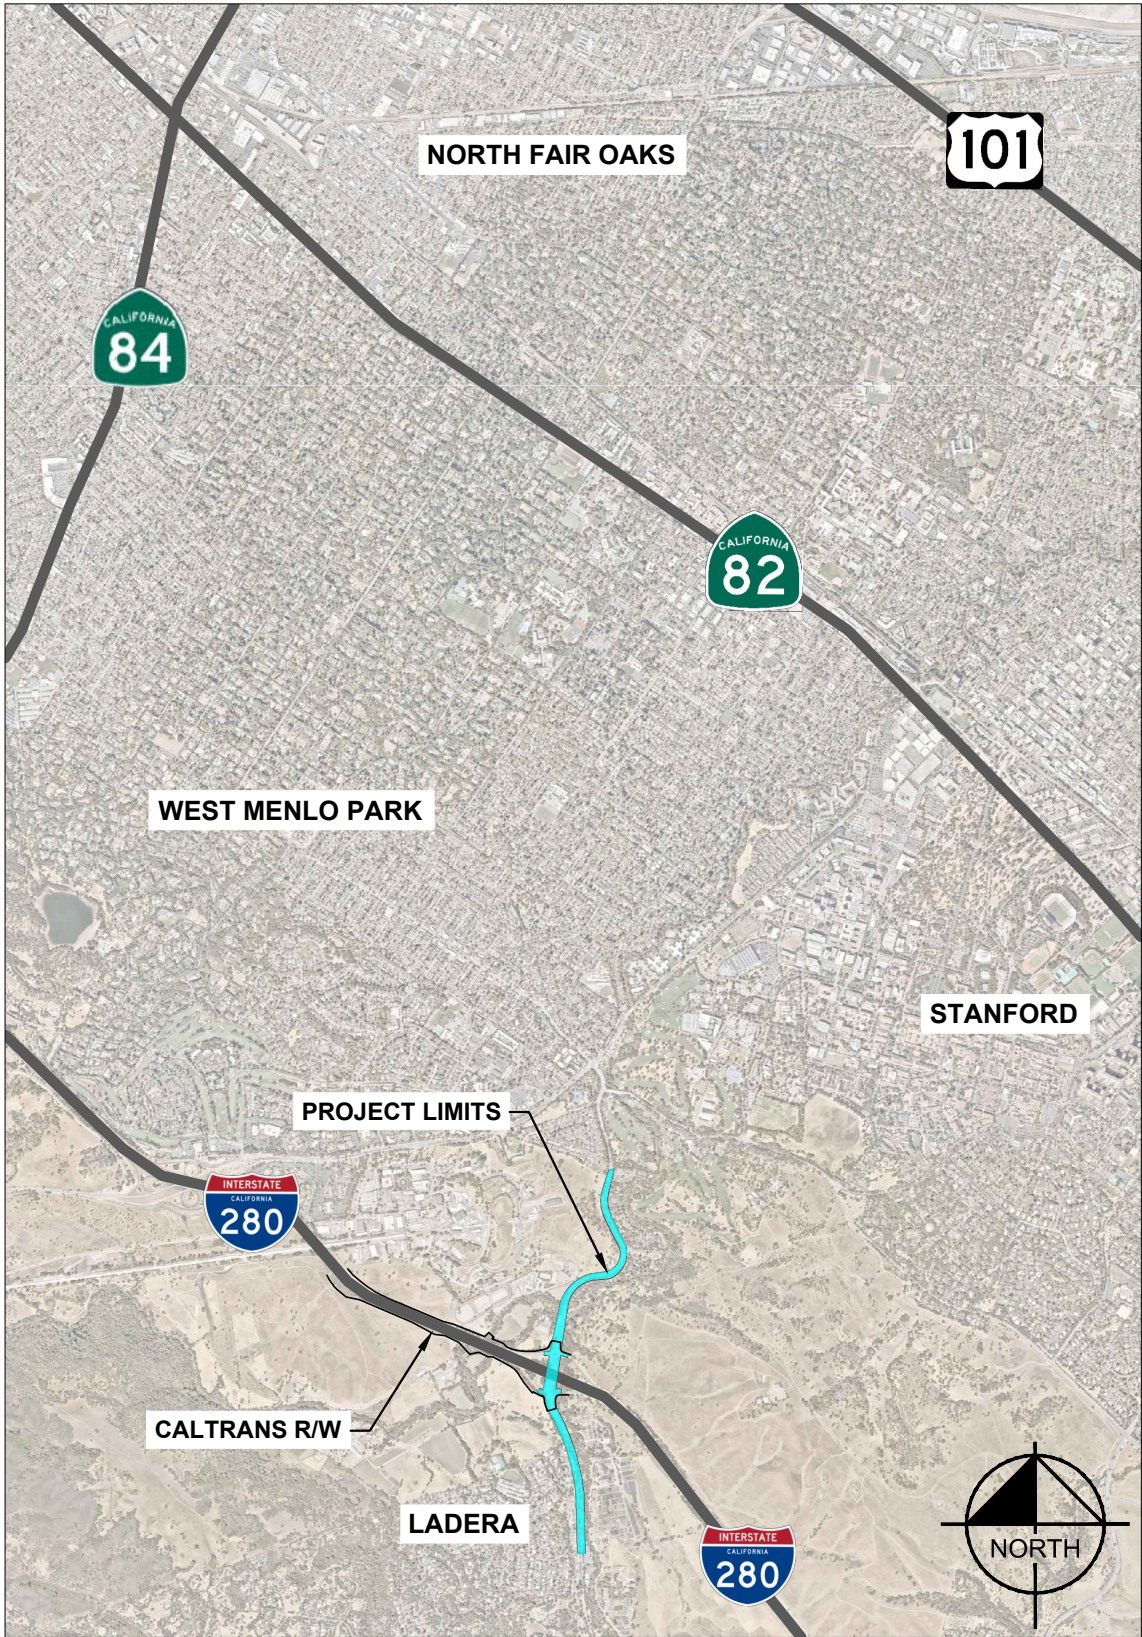 NORTH FAIR OAKS
101
CALIFORNIA
84
CALIFORNIA
82
WEST MENLO PARK
STANFORD
PROJECT LIMITS
INTERSTATE
CALIFORNIA
280
CALTRANS R/W
LADERA
INTERSTATE
CALIFORNIA
280
NORTH